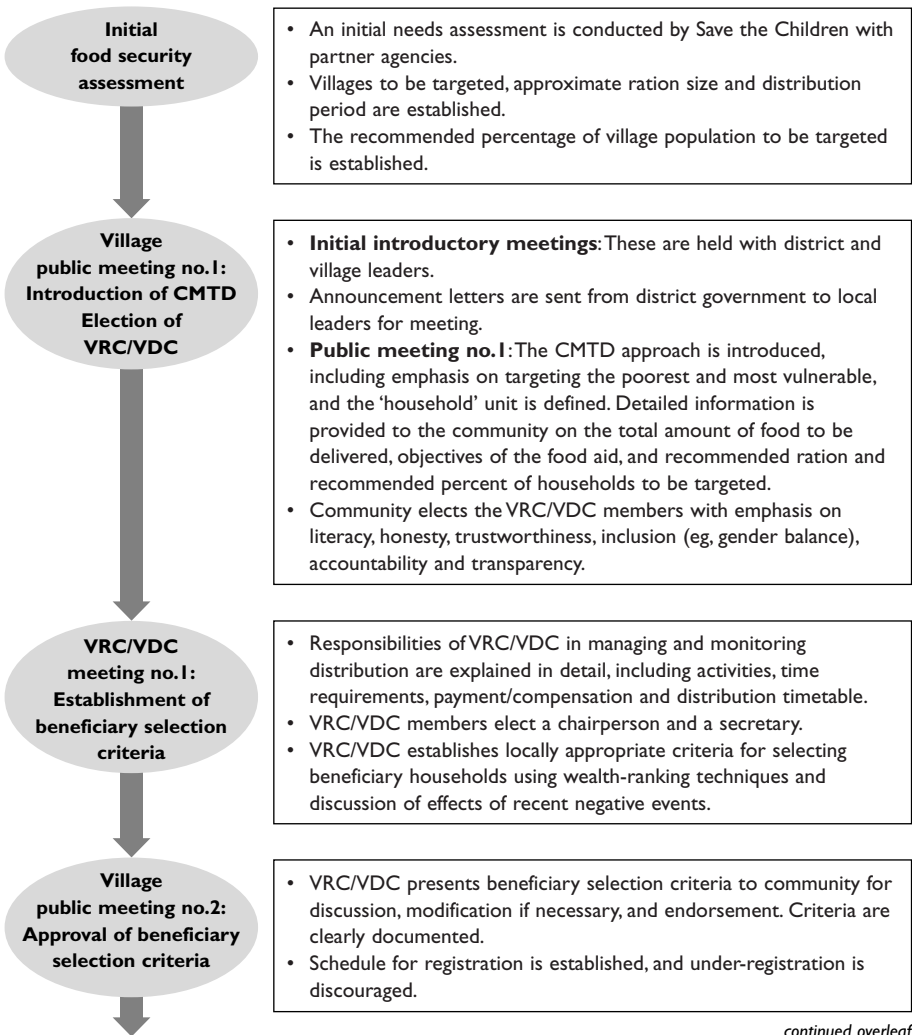 Initial
food security
assessment
• An initial needs assessment is conducted by Save the Children with
partner agencies.
• Villages to be targeted, approximate ration size and distribution
period are established.
• The recommended percentage of village population to be targeted
is established.
Village
public meeting no.1:
Introduction of CMTD
Election of
VRC/VDC
• Initial introductory meetings: These are held with district and
village leaders.
• Announcement letters are sent from district government to local
leaders for meeting.
• Public meeting no.1: The CMTD approach is introduced,
including emphasis on targeting the poorest and most vulnerable,
and the ‘household’ unit is defined. Detailed information is
provided to the community on the total amount of food to be
delivered, objectives of the food aid, and recommended ration and
recommended percent of households to be targeted.
• Community elects the VRC/VDC members with emphasis on
literacy, honesty, trustworthiness, inclusion (eg, gender balance),
accountability and transparency.
VRC/VDC
meeting no.1:
Establishment of
beneficiary selection
criteria
• Responsibilities of VRC/VDC in managing and monitoring
distribution are explained in detail, including activities, time
requirements, payment/compensation and distribution timetable.
• VRC/VDC members elect a chairperson and a secretary.
• VRC/VDC establishes locally appropriate criteria for selecting
beneficiary households using wealth-ranking techniques and
discussion of effects of recent negative events.
Village
public meeting no.2:
Approval of beneficiary
selection criteria
• VRC/VDC presents beneficiary selection criteria to community for
discussion, modification if necessary, and endorsement. Criteria are
clearly documented.
• Schedule for registration is established, and under-registration is
discouraged.
continued overleaf